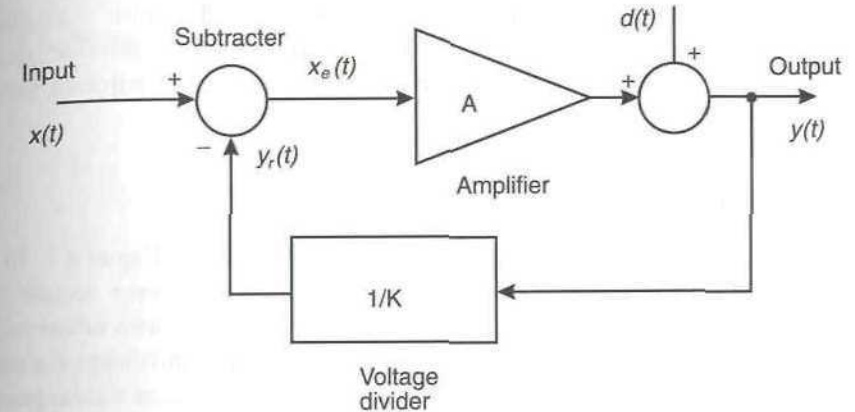 d(t)
Subtracter
+
Input
x_e(t)
Output
+
+
A
x(t)
−
y_r(t)
y(t)
Amplifier
1/K
Voltage
divider